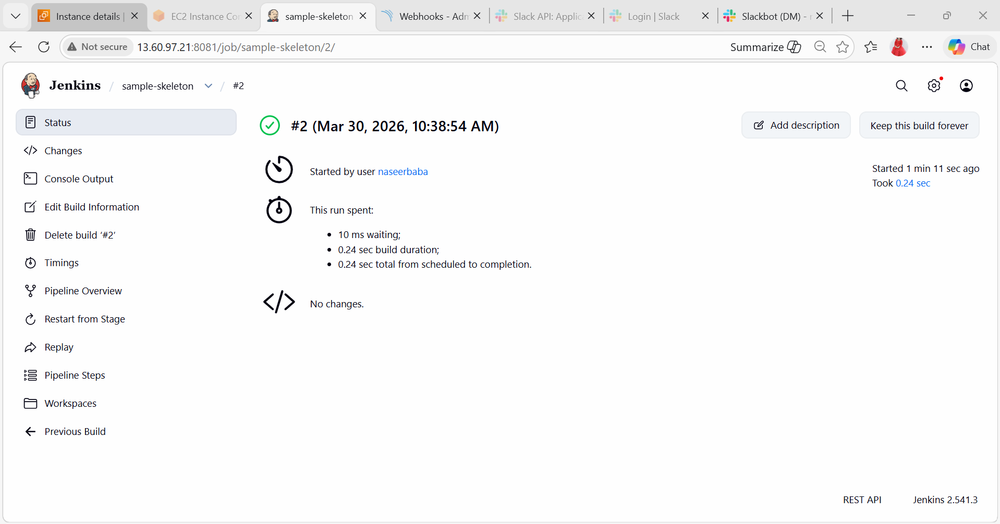 Instance details |
EC2 Instance Co
sample-skeleton
Webhooks - Adm
Slack API: Applic
Login | Slack
Slackbot (DM) -
Not secure
13.60.97.21:8081/job/sample-skeleton/2/
Summarize
Chat
Jenkins / sample-skeleton / #2
Status
Changes
Console Output
Edit Build Information
Delete build ‘#2’
Timings
Pipeline Overview
Restart from Stage
Replay
Pipeline Steps
Workspaces
Previous Build
#2 (Mar 30, 2026, 10:38:54 AM)
Add description
Keep this build forever
Started by user naseerbaba
Started 1 min 11 sec ago
Took 0.24 sec
This run spent:
• 10 ms waiting;
• 0.24 sec build duration;
• 0.24 sec total from scheduled to completion.
No changes.
REST API
Jenkins 2.541.3